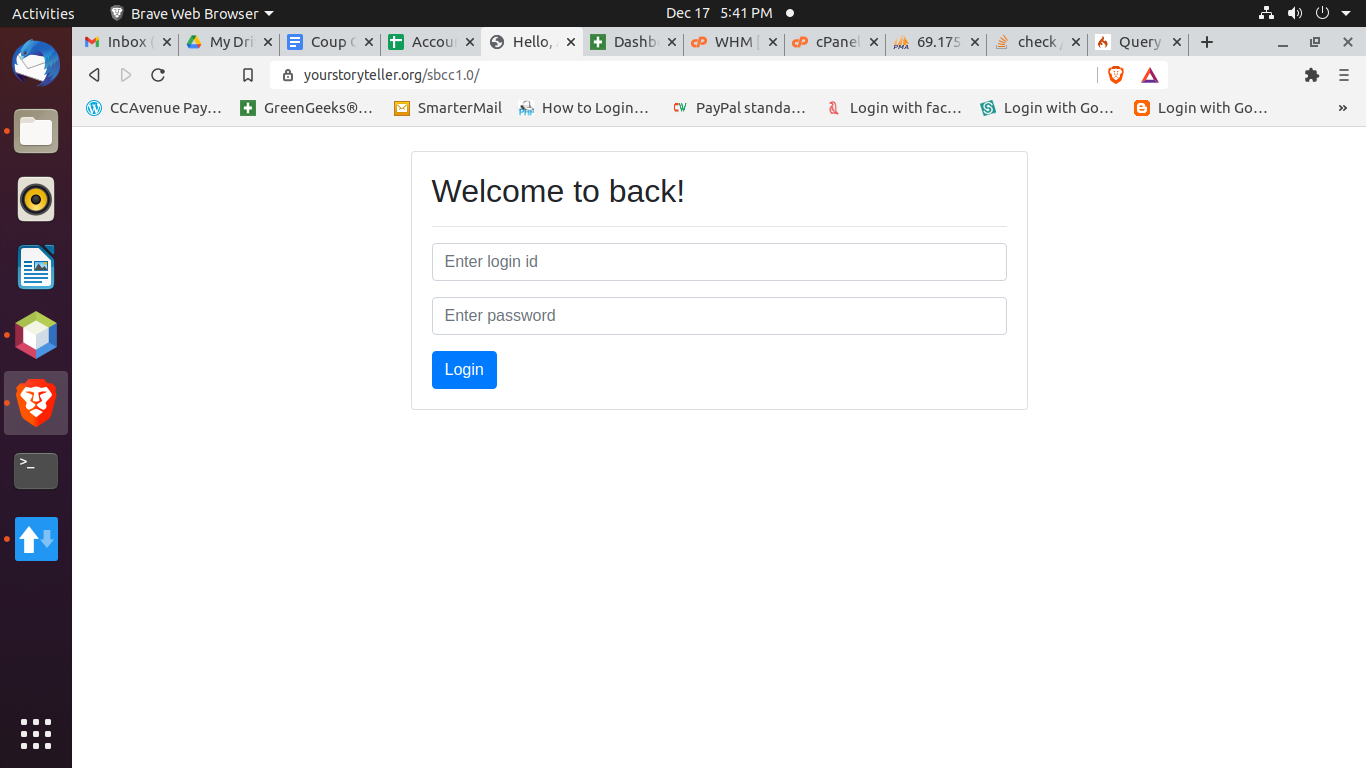 Activities Brave Web Browser Dec 17 5:41 PM
Inbox ( My Dri Coup C Accour Hello, Dashb WHM [ cPanel 69.175 check Query
yourstoryteller.org/sbcc1.0/
CCAvenue Pay… GreenGeeks®… SmarterMail How to Login… PayPal standa… Login with fac… Login with Go… Login with Go… »
Welcome to back!
Enter login id
Enter password
Login